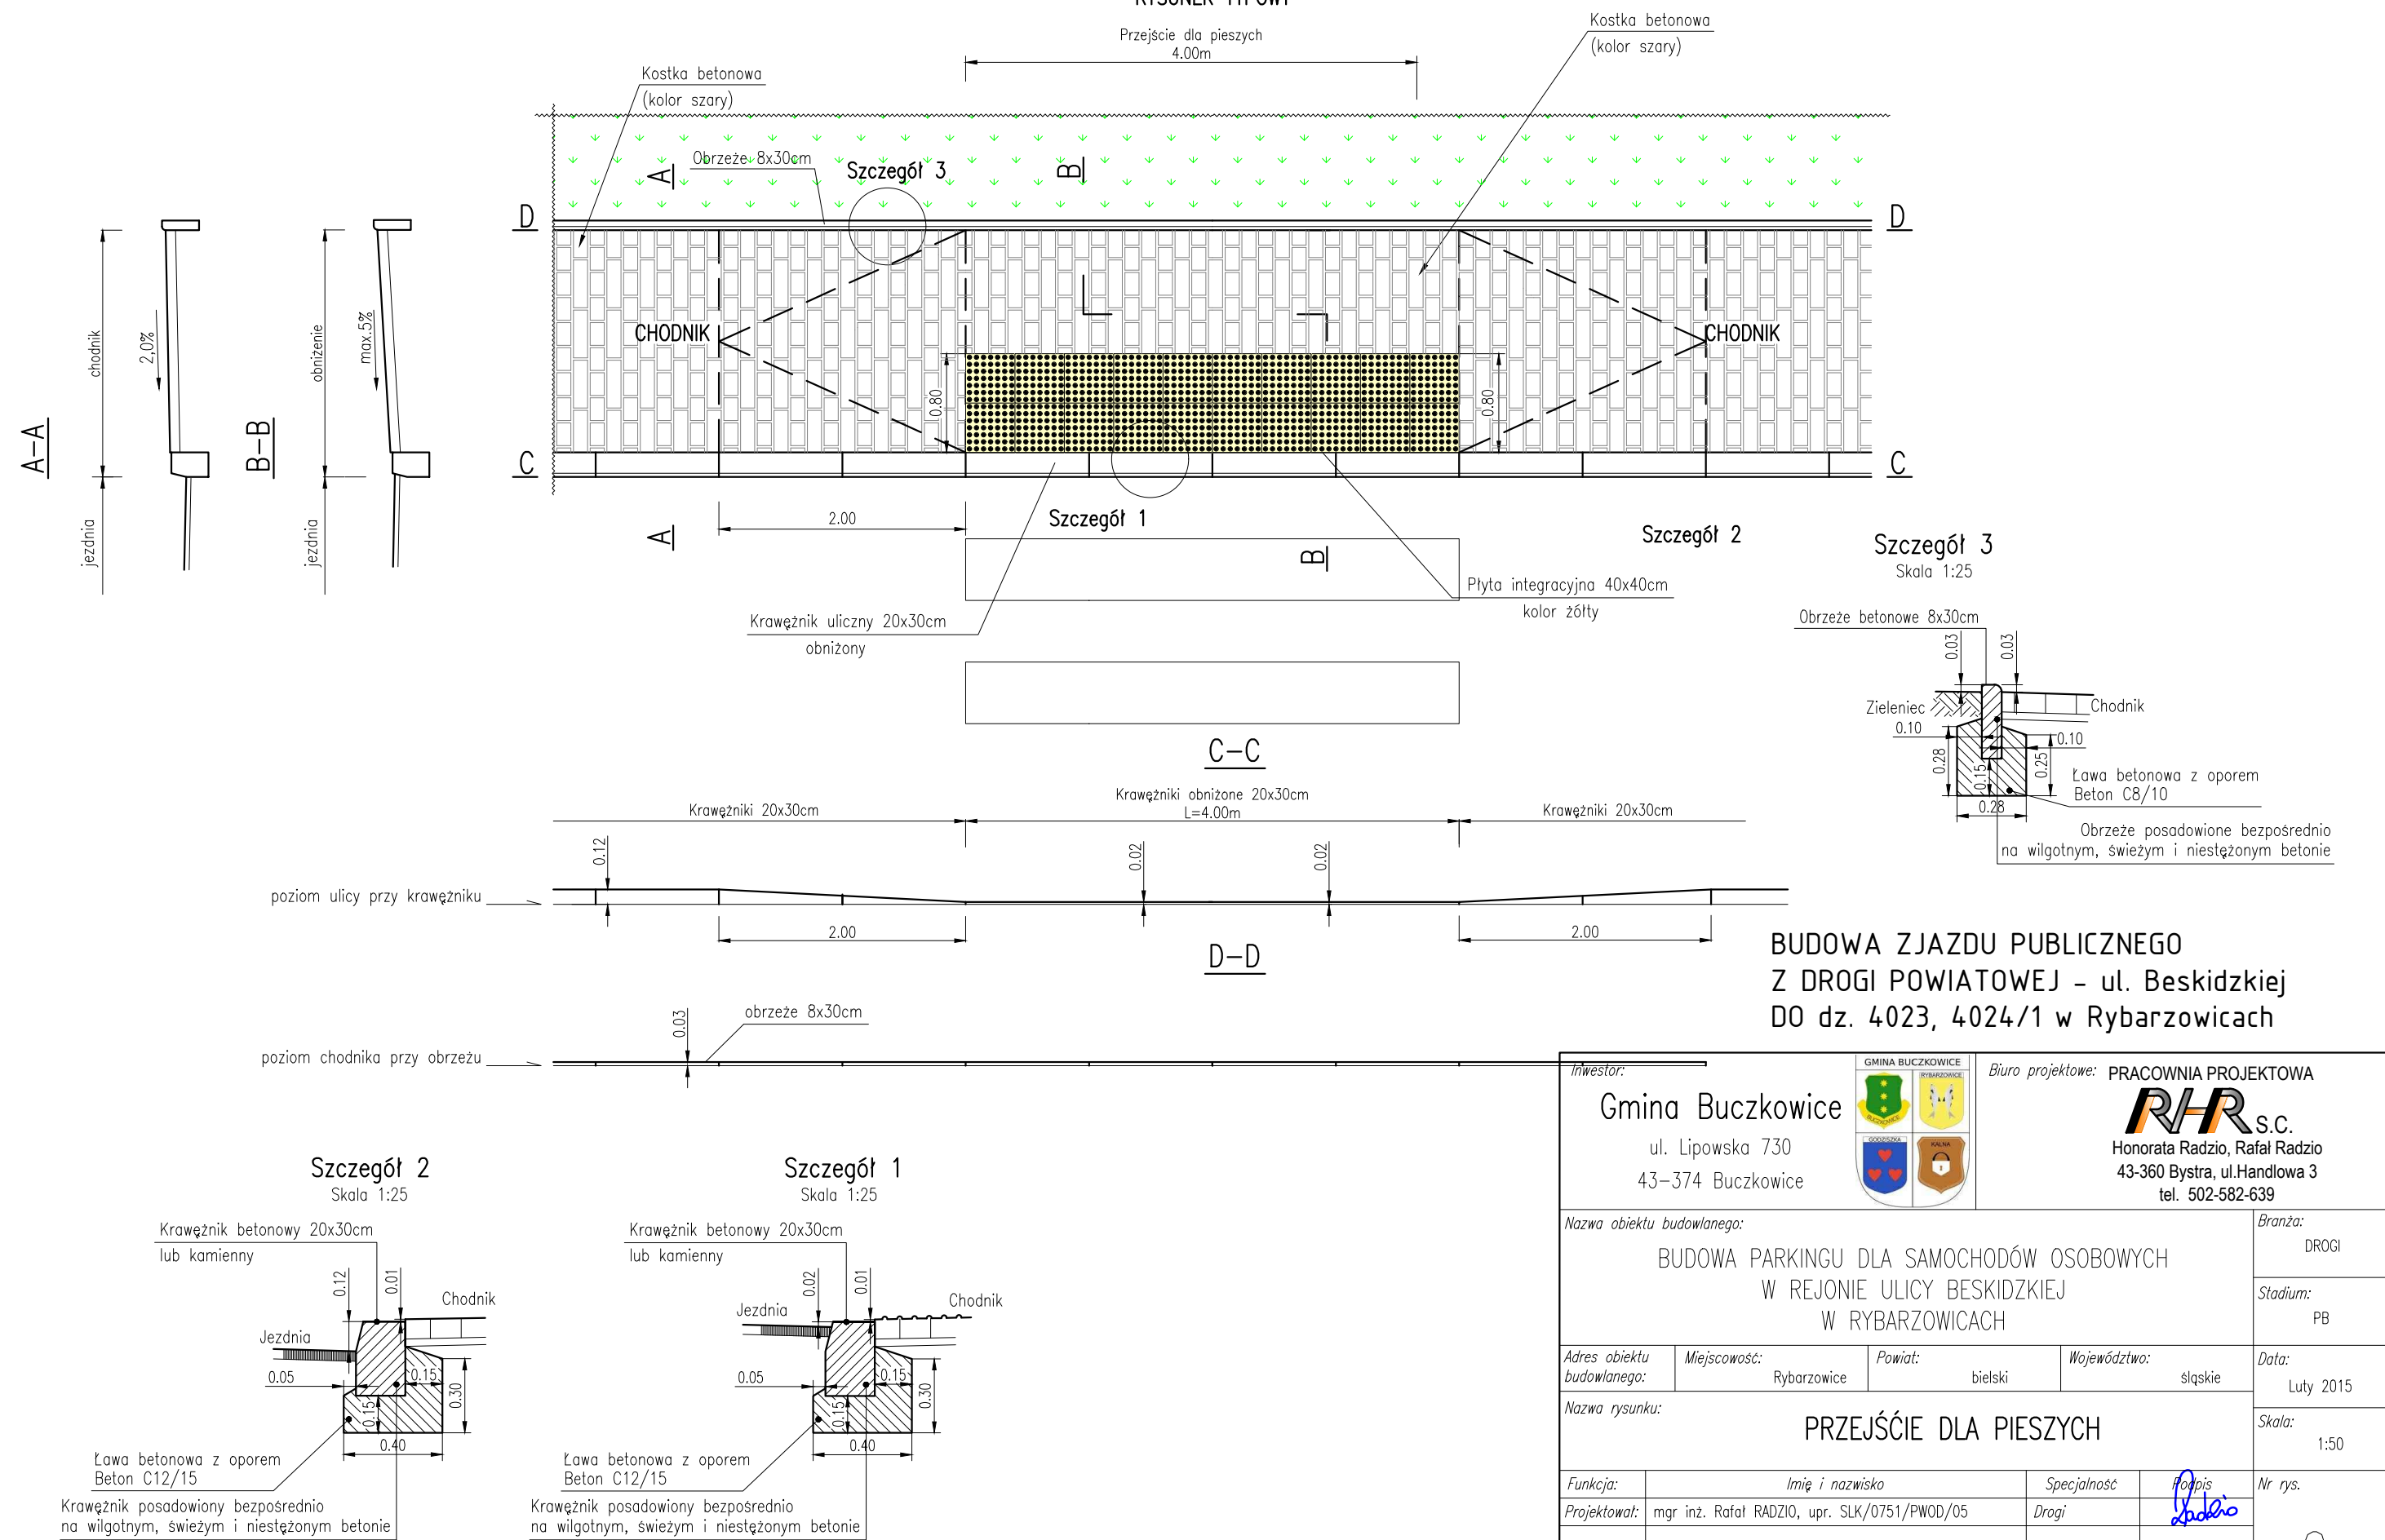 RYSUNEK TYPOWY
Przejście dla pieszych
4.00m
Kostka betonowa
(kolor szary)
Kostka betonowa
(kolor szary)
Obrzeże 8x30cm
A
Szczegół 3
B
D
D
chodnik
2,0%
obniżenie
max.5%
CHODNIK
CHODNIK
0.80
0.80
A-A
B-B
C
C
jezdnia
jezdnia
2.00
A
Szczegół 1
B
Szczegół 2
Płyta integracyjna 40x40cm
kolor żółty
Krawężnik uliczny 20x30cm
obniżony
Szczegół 3
Skala 1:25
Obrzeże betonowe 8x30cm
0.03
0.03
Zieleniec
Chodnik
0.10
0.10
0.28
0.15
0.25
0.28
Ława betonowa z oporem
Beton C8/10
Obrzeże posadowione bezpośrednio
na wilgotnym, świeżym i niestężonym betonie
C-C
Krawężniki 20x30cm
Krawężniki obniżone 20x30cm
L=4.00m
Krawężniki 20x30cm
0.12
0.02
0.02
poziom ulicy przy krawężniku
2.00
2.00
D-D
0.03
obrzeże 8x30cm
poziom chodnika przy obrzeżu
BUDOWA ZJAZDU PUBLICZNEGO
Z DROGI POWIATOWEJ - ul. Beskidzkiej
DO dz. 4023, 4024/1 w Rybarzowicach
Szczegół 2
Skala 1:25
Krawężnik betonowy 20x30cm
lub kamienny
0.12
0.01
Chodnik
Jezdnia
0.05
0.15
0.30
0.15
0.40
Ława betonowa z oporem
Beton C12/15
Krawężnik posadowiony bezpośrednio
na wilgotnym, świeżym i niestężonym betonie
Szczegół 1
Skala 1:25
Krawężnik betonowy 20x30cm
lub kamienny
0.02
0.01
Chodnik
Jezdnia
0.05
0.15
0.30
0.15
0.40
Ława betonowa z oporem
Beton C12/15
Krawężnik posadowiony bezpośrednio
na wilgotnym, świeżym i niestężonym betonie
Inwestor:
Gmina Buczkowice
ul. Lipowska 730
43-374 Buczkowice
GMINA BUCZKOWICE
BUCZKOWICE
RYBARZOWICE
GODZISZKA
KALNA
Biuro projektowe:
PRACOWNIA PROJEKTOWA
RHR S.C.
Honorata Radzio, Rafał Radzio
43-360 Bystra, ul.Handlowa 3
tel. 502-582-639
Nazwa obiektu budowlanego:
BUDOWA PARKINGU DLA SAMOCHODÓW OSOBOWYCH
W REJONIE ULICY BESKIDZKIEJ
W RYBARZOWICACH
Branża:
DROGI
Stadium:
PB
Adres obiektu
budowlanego:
Miejscowość:
Rybarzowice
Powiat:
bielski
Województwo:
śląskie
Data:
Luty 2015
Nazwa rysunku:
PRZEJŚĆIE DLA PIESZYCH
Skala:
1:50
Funkcja:
Imię i nazwisko
Specjalność
Podpis
Nr rys.
Projektował:
mgr inż. Rafał RADZIO, upr. SLK/0751/PWOD/05
Drogi
Radzio